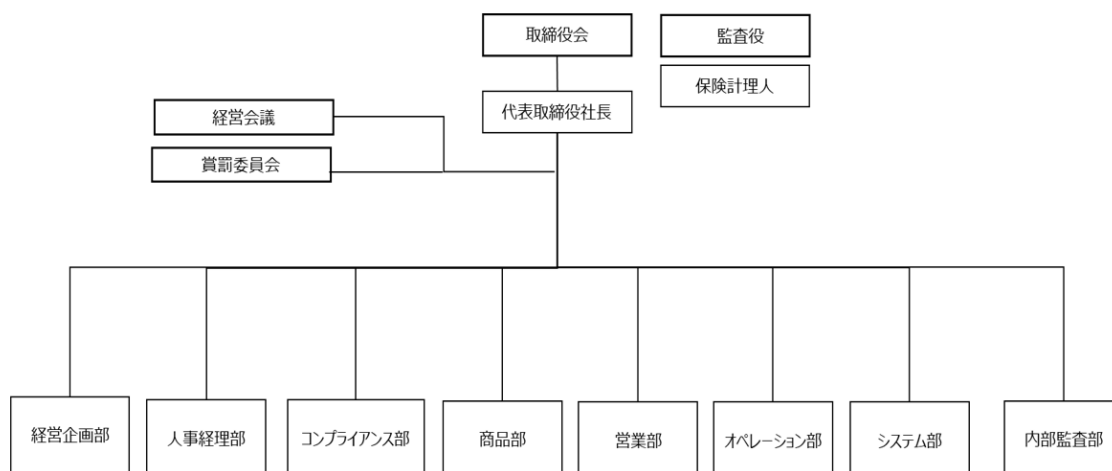 取締役会
監査役
保険計理人
代表取締役社長
経営会議
賞罰委員会
経営企画部
人事経理部
コンプライアンス部
商品部
営業部
オペレーション部
システム部
内部監査部